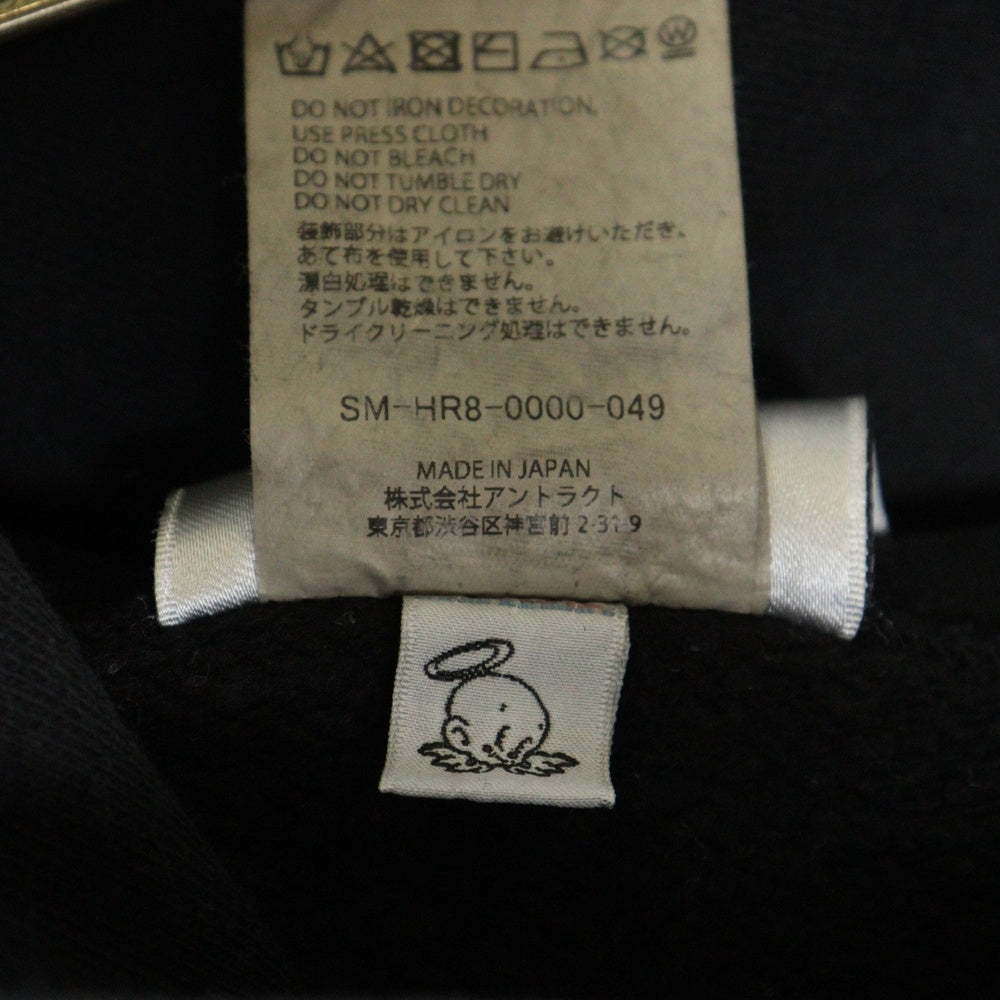 DO NOT IRON DECORATION,
USE PRESS CLOTH
DO NOT BLEACH
DO NOT TUMBLE DRY
DO NOT DRY CLEAN
装飾部分はアイロンをお避けいただき、
あて布を使用して下さい。
漂白処理はできません。
タンブル乾燥はできません。
ドライクリーニング処理はできません。
SM-HR8-0000-049
MADE IN JAPAN
株式会社アントラクト
東京都渋谷区神宮前 2-31-9